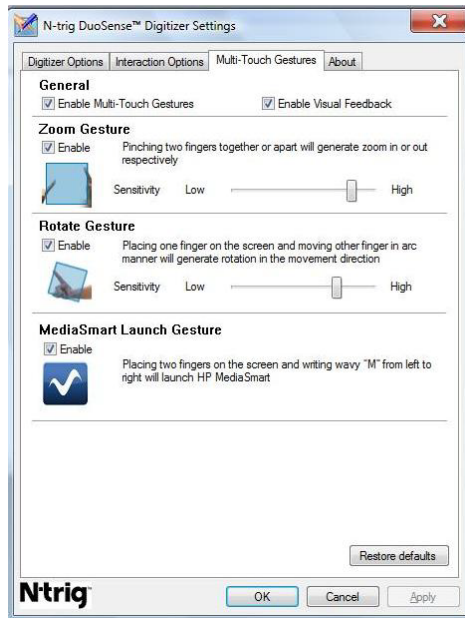 N-trig DuoSense™ Digitizer Settings
Digitizer Options Interaction Options Multi-Touch Gestures About
General
Enable Multi-Touch Gestures Enable Visual Feedback
Zoom Gesture
Enable Pinching two fingers together or apart will generate zoom in or out
respectively
Sensitivity Low High
Rotate Gesture
Enable Placing one finger on the screen and moving other finger in arc
manner will generate rotation in the movement direction
Sensitivity Low High
MediaSmart Launch Gesture
Enable
Placing two fingers on the screen and writing wavy "M" from left to
right will launch HP MediaSmart
Restore defaults
N-trig OK Cancel Apply